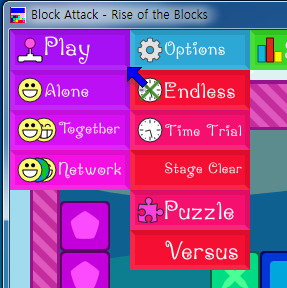 Block Attack - Rise of the Blocks
Play
Options
Alone
Endless
Together
Time Trial
Network
Stage Clear
Puzzle
Versus